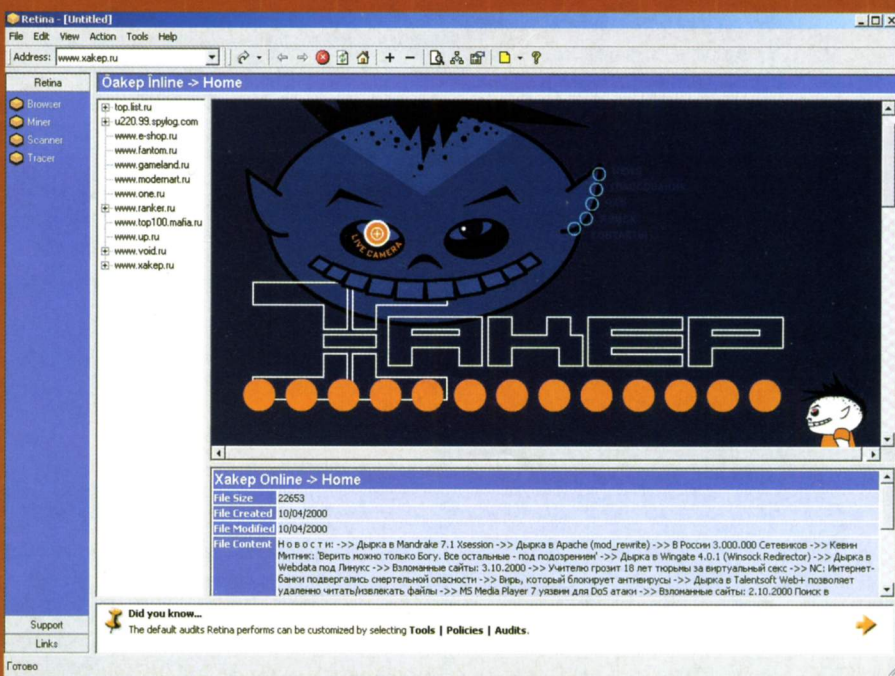 Retina - [Untitled]
File Edit View Action Tools Help
Address: www.xakep.ru
Retina
Õakep Înline -> Home
Browser
Miner
Scanner
Tracer
top.list.ru
u220.99.spylog.com
www.e-shop.ru
www.fantom.ru
www.gameland.ru
www.modernart.ru
www.one.ru
www.ranker.ru
www.top100.mafia.ru
www.up.ru
www.void.ru
www.xakep.ru
LIVE CAMERA
ХАКЕР
Xakep Online -> Home
File Size 22653
File Created 10/04/2000
File Modified 10/04/2000
File Content Н о в о с т и: ->> Дырка в Mandrake 7.1 Xsession ->> Дырка в Apache (mod_rewrite) ->> В России 3.000.000 Сетевиков ->> Кевин
Митник: 'Верить можно только Богу. Все остальные - под подозрением' ->> Дырка в Wingate 4.0.1 (Winsock Redirector) ->> Дырка в
Webdata под Линукс ->> Взломанные сайты: 3.10.2000 ->> Учителю грозит 18 лет тюрьмы за виртуальный секс ->> NC: Интернет-
банки подвергались смертельной опасности ->> Вирь, который блокирует антивирусы ->> Дырка в Talentsoft Web+ позволяет
удаленно читать/извлекать файлы ->> MS Media Player 7 уязвим для DoS атаки ->> Взломанные сайты: 2.10.2000 Поиск в
Did you know...
The default audits Retina performs can be customized by selecting Tools | Policies | Audits.
Support
Links
Готово